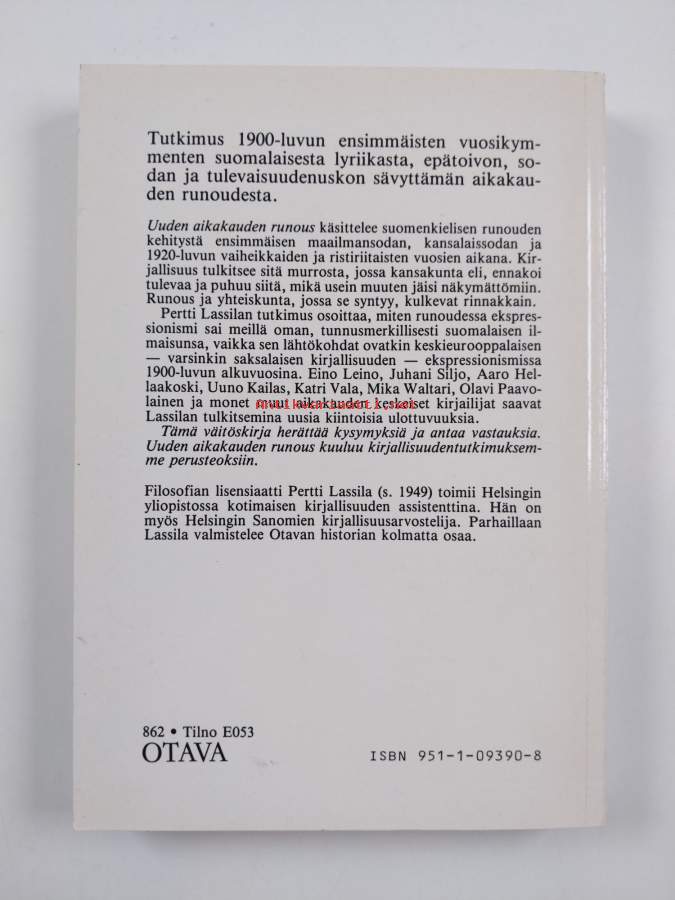 Tutkimus 1900-luvun ensimmäisten vuosikym-
menten suomalaisesta lyriikasta, epätoivon, so-
dan ja tulevaisuudenuskon sävyttämän aikakau-
den runoudesta.
Uuden aikakauden runous käsittelee suomenkielisen runouden
kehitystä ensimmäisen maailmansodan, kansalaissodan ja
1920-luvun vaiheikkaiden ja ristiriitaisten vuosien aikana. Kir-
jallisuus tulkitsee sitä murrosta, jossa kansakunta eli, ennakoi
tulevaa ja puhuu siitä, mikä usein muuten jäisi näkymättömiin.
Runous ja yhteiskunta, jossa se syntyy, kulkevat rinnakkain.
Pertti Lassilan tutkimus osoittaa, miten runoudessa ekspres-
sionismi sai meillä oman, tunnusmerkillisesti suomalaisen il-
maisunsa, vaikka sen lähtökohdat ovatkin keskieurooppalaisen
— varsinkin saksalaisen kirjallisuuden — ekspressionismissa
1900-luvun alkuvuosina. Eino Leino, Juhani Siljo, Aaro Hel-
laakoski, Uuno Kailas, Katri Vala, Mika Waltari, Olavi Paavo-
lainen ja monet muut aikakauden keskeiset kirjailijat saavat
Antikvariaatti.net
Lassilan tulkitsemina uusia kiintoisia ulottuvuuksia.
Tämä väitöskirja herättää kysymyksiä ja antaa vastauksia.
Uuden aikakauden runous kuuluu kirjallisuudentutkimuksem-
me perusteoksiin.
Filosofian lisensiaatti Pertti Lassila (s. 1949) toimii Helsingin
yliopistossa kotimaisen kirjallisuuden assistenttina. Hän on
myös Helsingin Sanomien kirjallisuusarvostelija. Parhaillaan
Lassila valmistelee Otavan historian kolmatta osaa.
862 • Tilno E053
OTAVA
ISBN 951-1-09390-8